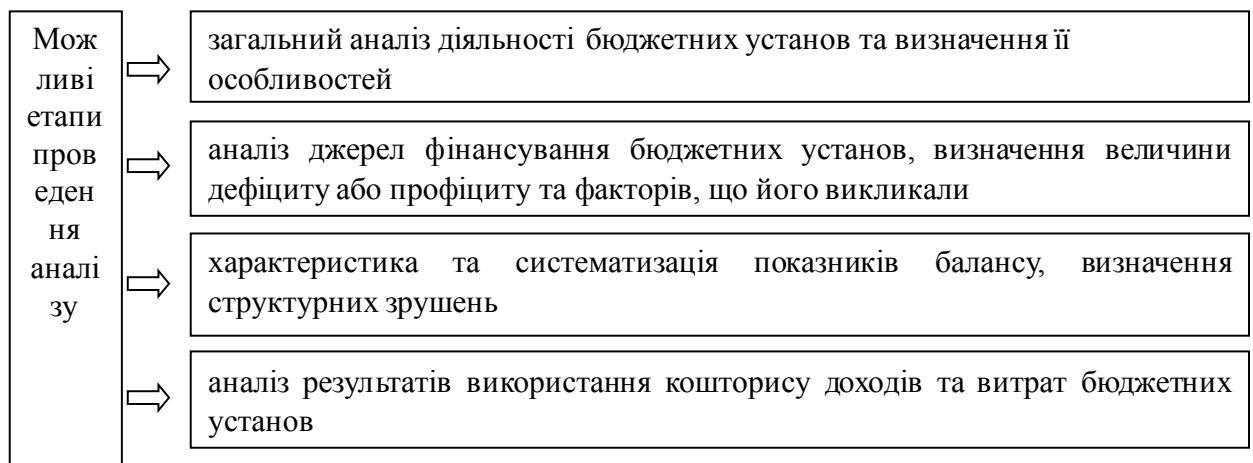 Мож
ливі
етапи
пров
еден
ня
аналі
зу
загальний аналіз діяльності бюджетних установ та визначення її
особливостей
аналіз джерел фінансування бюджетних установ, визначення величини
дефіциту або профіциту та факторів, що його викликали
характеристика та систематизація показників балансу, визначення
структурних зрушень
аналіз результатів використання кошторису доходів та витрат бюджетних
установ